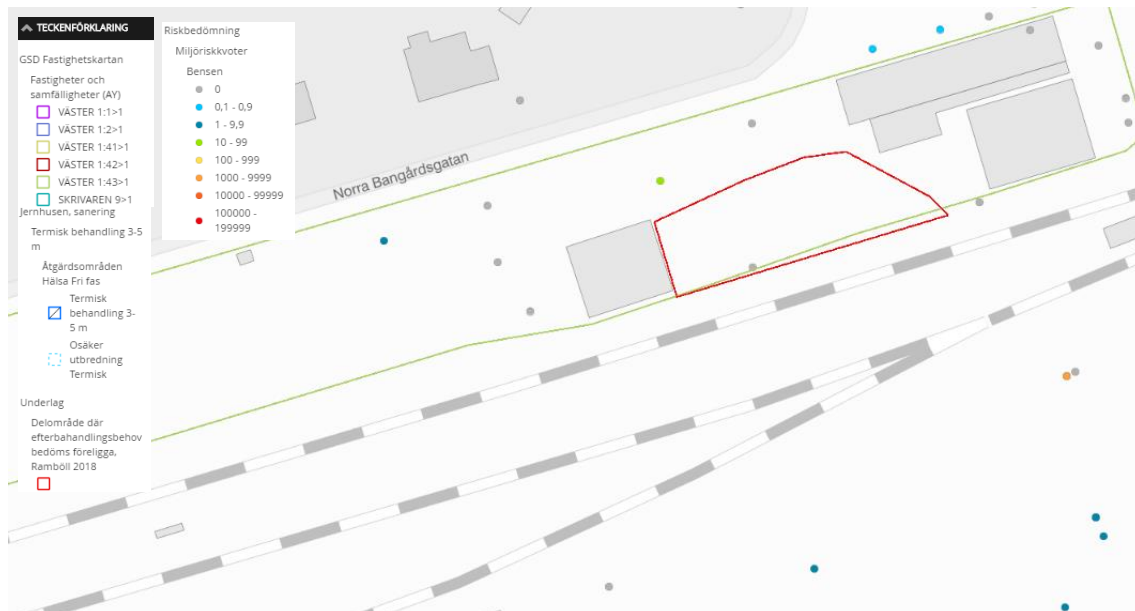 TECKENFÖRKLARING
GSD Fastighetskartan
Fastigheter och
samfälligheter (AY)
VÄSTER 1:1>1
VÄSTER 1:2>1
VÄSTER 1:41>1
VÄSTER 1:42>1
VÄSTER 1:43>1
SKRIVAREN 9>1
Jernhusen, sanering
Termisk behandling 3-5
m
Åtgärdsområden
Hälsa Fri fas
Termisk
behandling 3-
5 m
Osäker
utbredning
Termisk
Underlag
Delområde där
efterbahandlingsbehov
bedöms föreligga,
Ramböll 2018
Riskbedömning
Miljöriskkvoter
Bensen
0
0,1 - 0,9
1 - 9,9
10 - 99
100 - 999
1000 - 9999
10000 - 99999
100000 -
199999
Norra Bangårdsgatan